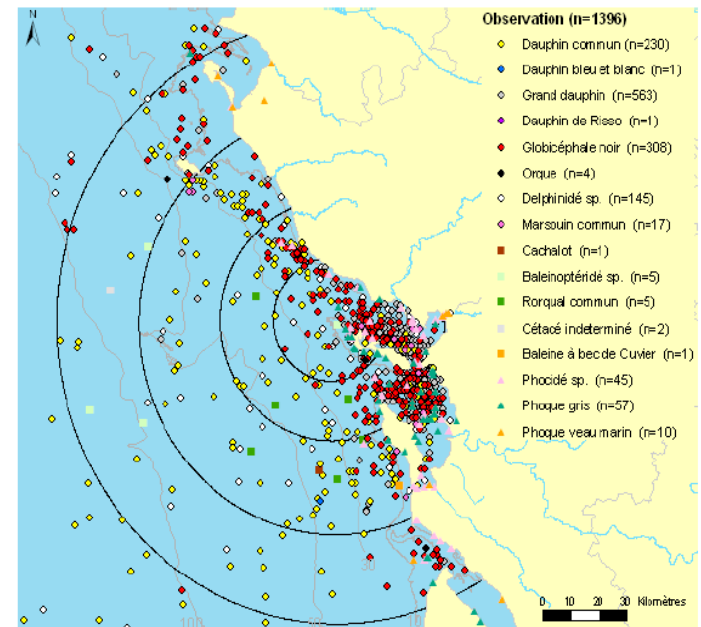 N
Observation (n=1396)
Dauphin commun (n=230)
Dauphin bleu et blanc (n=1)
Grand dauphin (n=563)
Dauphin de Risso (n=1)
Globicéphale noir (n=308)
Orque (n=4)
Delphinidé sp. (n=145)
Marsouin commun (n=17)
Cachalot (n=1)
Baleinoptéridé sp. (n=5)
Rorqual commun (n=5)
Cétacé indeterminé (n=2)
Baleine à bec de Cuvier (n=1)
Phocidé sp. (n=45)
Phoque gris (n=57)
Phoque veau marin (n=10)
30
0 10 20 30 Kilomètres
100